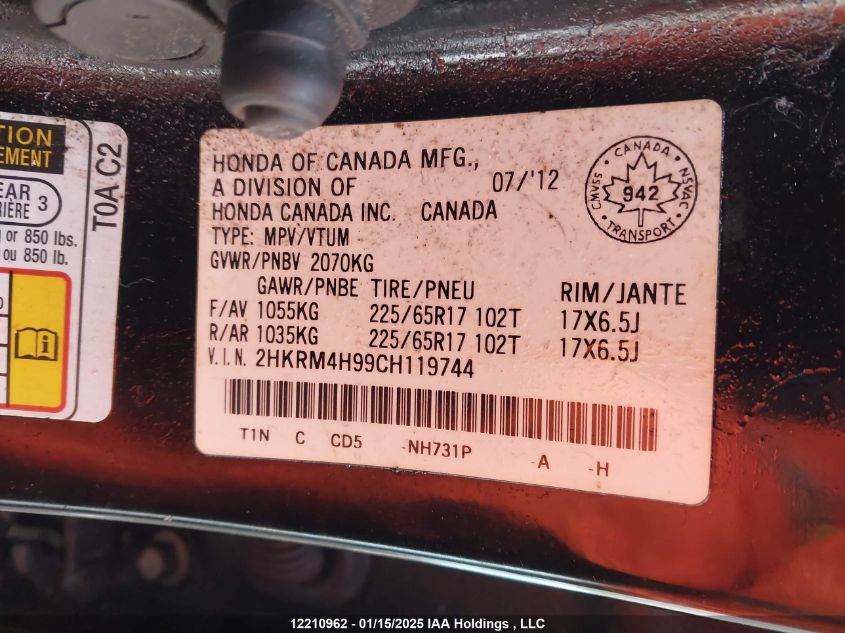 TION
EMENT
EAR 3
RIÈRE
or 850 lbs.
ou 850 lb.
T0A C2
HONDA OF CANADA MFG.,
A DIVISION OF 07/'12
HONDA CANADA INC. CANADA
TYPE: MPV/VTUM
GVWR/PNBV 2070KG
GAWR/PNBE TIRE/PNEU RIM/JANTE
F/AV 1055KG 225/65R17 102T 17X6.5J
R/AR 1035KG 225/65R17 102T 17X6.5J
V.I.N. 2HKRM4H99CH119744
T1N C CD5 -NH731P -A -H
CANADA
CMVSS 942 NSVAC
TRANSPORT
12210962 - 01/15/2025 IAA Holdings , LLC